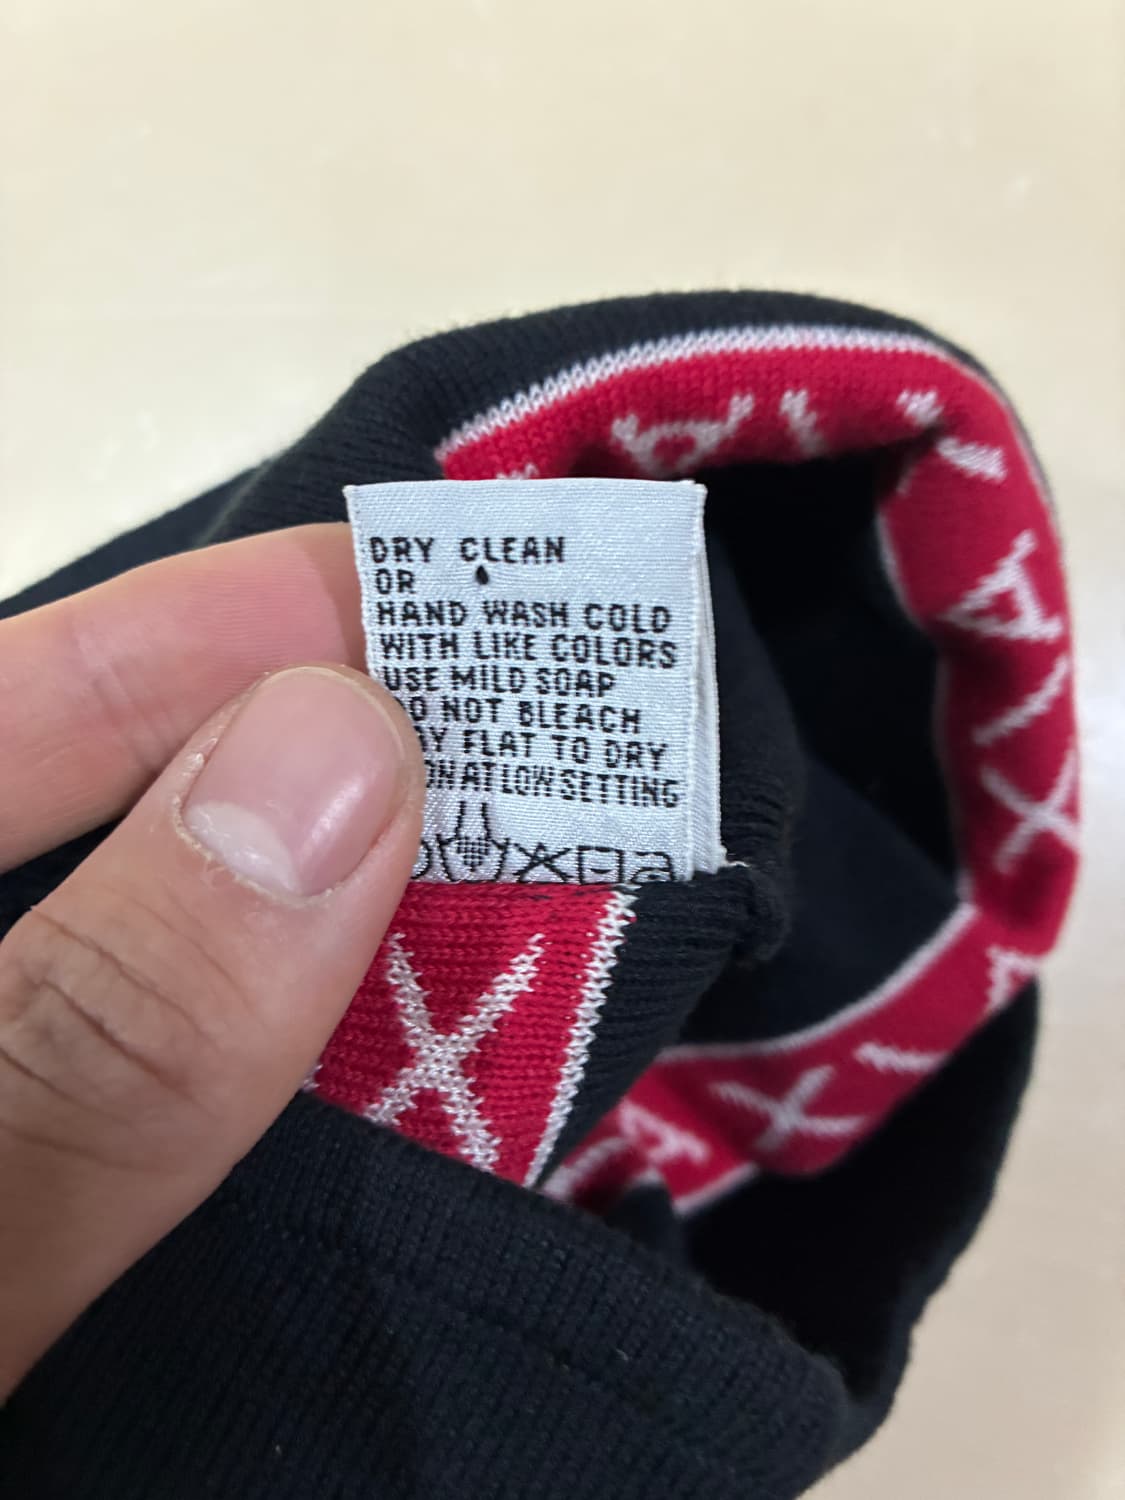 DRY CLEAN
OR
HAND WASH COLD
WITH LIKE COLORS
USE MILD SOAP
NOT BLEACH
FLAT TO DRY
AT LOW SETTING